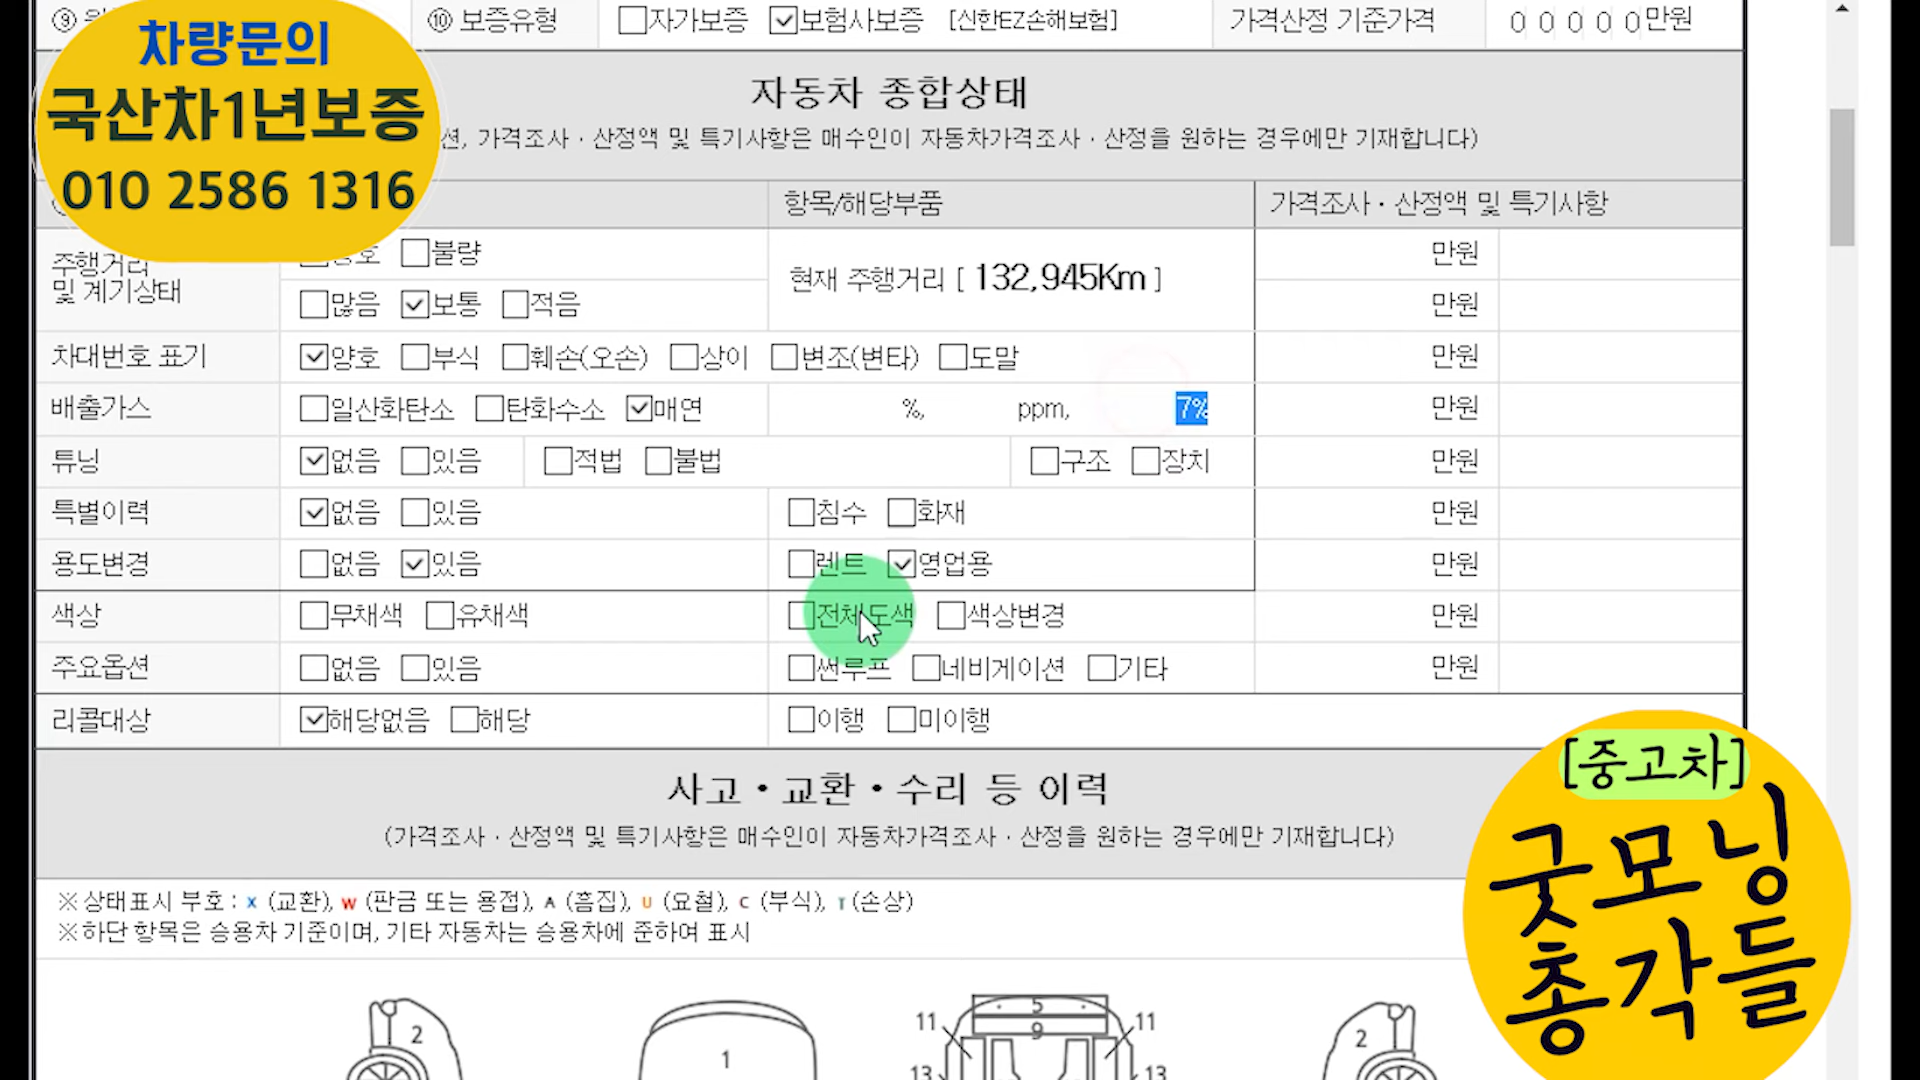 ⑩ 보증유형 □자가보증 ☑보험사보증 [신한EZ손해보험] 가격산정 기준가격 0 0 0 0 0만원
차량문의
국산차1년보증
010 2586 1316
자동차 종합상태
션, 가격조사 · 산정액 및 특기사항은 매수인이 자동차가격조사 · 산정을 원하는 경우에만 기재합니다)
항목/해당부품 가격조사 · 산정액 및 특기사항
주행거리
및 계기상태
□불량 만원
현재 주행거리 [ 132,945Km ]
□많음 ☑보통 □적음 만원
차대번호 표기 ☑양호 □부식 □훼손(오손) □상이 □변조(변타) □도말 만원
배출가스 □일산화탄소 □탄화수소 ☑매연 %, ppm, 7% 만원
튜닝 ☑없음 □있음 □적법 □불법 □구조 □장치 만원
특별이력 ☑없음 □있음 □침수 □화재 만원
용도변경 □없음 ☑있음 □렌트 ☑영업용 만원
색상 □무채색 □유채색 □전체도색 □색상변경 만원
주요옵션 □없음 □있음 □썬루프 □네비게이션 □기타 만원
리콜대상 ☑해당없음 □해당 □이행 □미이행
사고 · 교환 · 수리 등 이력
(가격조사 · 산정액 및 특기사항은 매수인이 자동차가격조사 · 산정을 원하는 경우에만 기재합니다)
※ 상태표시 부호 : X (교환), W (판금 또는 용접), A (흠집), U (요철), C (부식), T (손상)
※ 하단 항목은 승용차 기준이며, 기타 자동차는 승용차에 준하여 표시
[중고차]
굿모닝
총각들
2 1 5 9 11 11 13 13 2